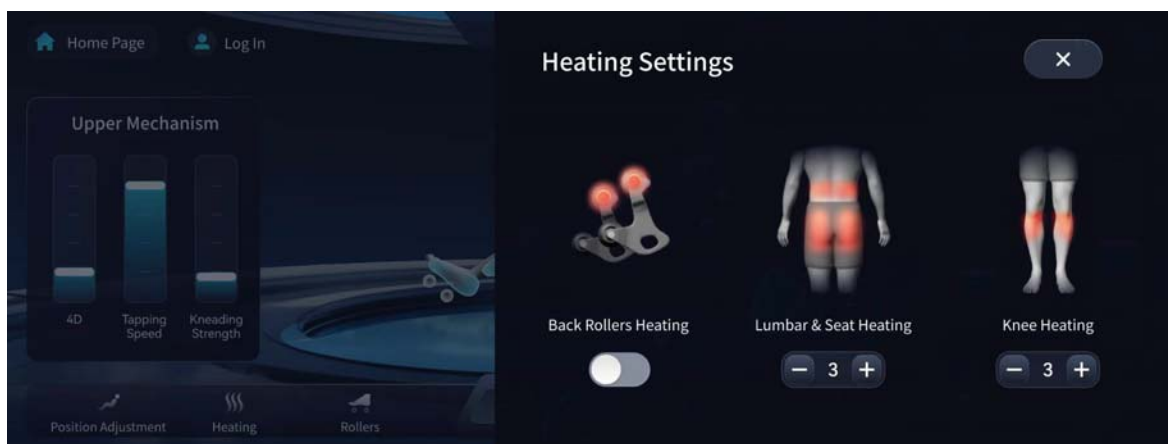 Home Page
Log In
Upper Mechanism
4D
Tapping
Speed
Kneading
Strength
Position Adjustment
Heating
Rollers
Heating Settings
Back Rollers Heating
Lumbar & Seat Heating
3
Knee Heating
3